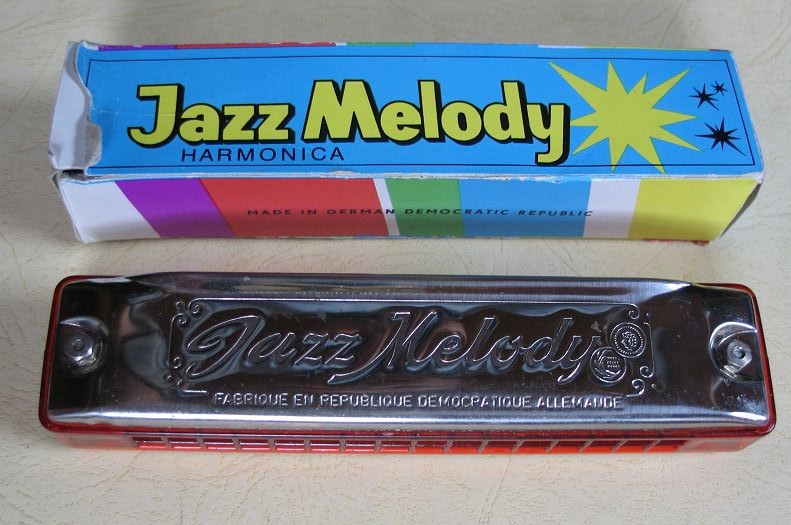 Jazz Melody
HARMONICA
MADE IN GERMAN DEMOCRATIC REPUBLIC
Jazz Melody
FABRIQUE EN REPUBLIQUE DEMOCRATIQUE ALLEMANDE